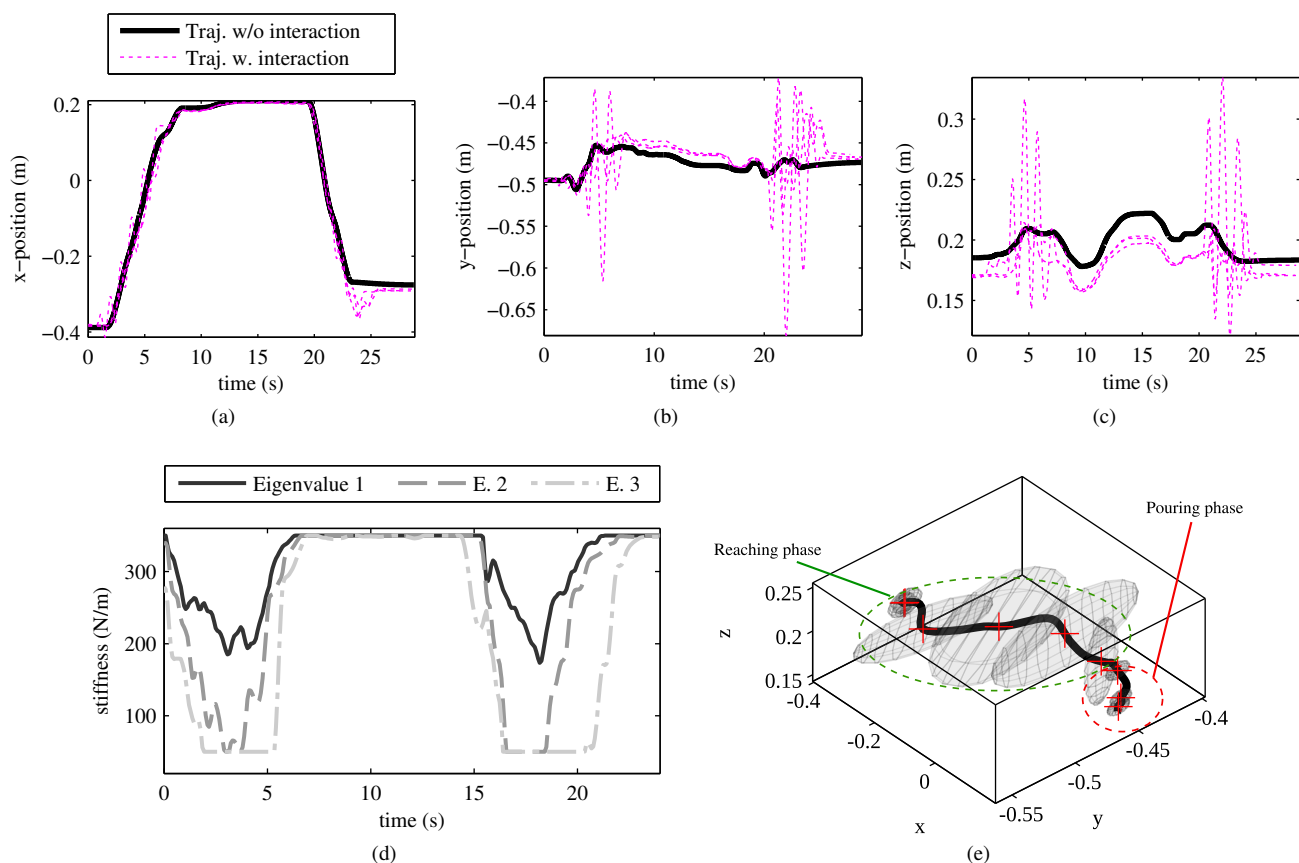 Traj. w/o interaction
Traj. w. interaction
0.2
0
−0.2
−0.4
x−position (m)
0 5 10 15 20 25
time (s)
(a)
−0.4
−0.45
−0.5
−0.55
−0.6
−0.65
y−position (m)
0 10 20
time (s)
(b)
0.3
0.25
0.2
0.15
z−position (m)
0 5 10 15 20 25
time (s)
(c)
Eigenvalue 1 E. 2 E. 3
300
200
100
stiffness (N/m)
0 5 10 15 20
time (s)
(d)
Pouring phase
Reaching phase
0.25
0.2
0.15
z
-0.4
-0.2
0
x
-0.55
-0.5
-0.45
-0.4
y
(e)